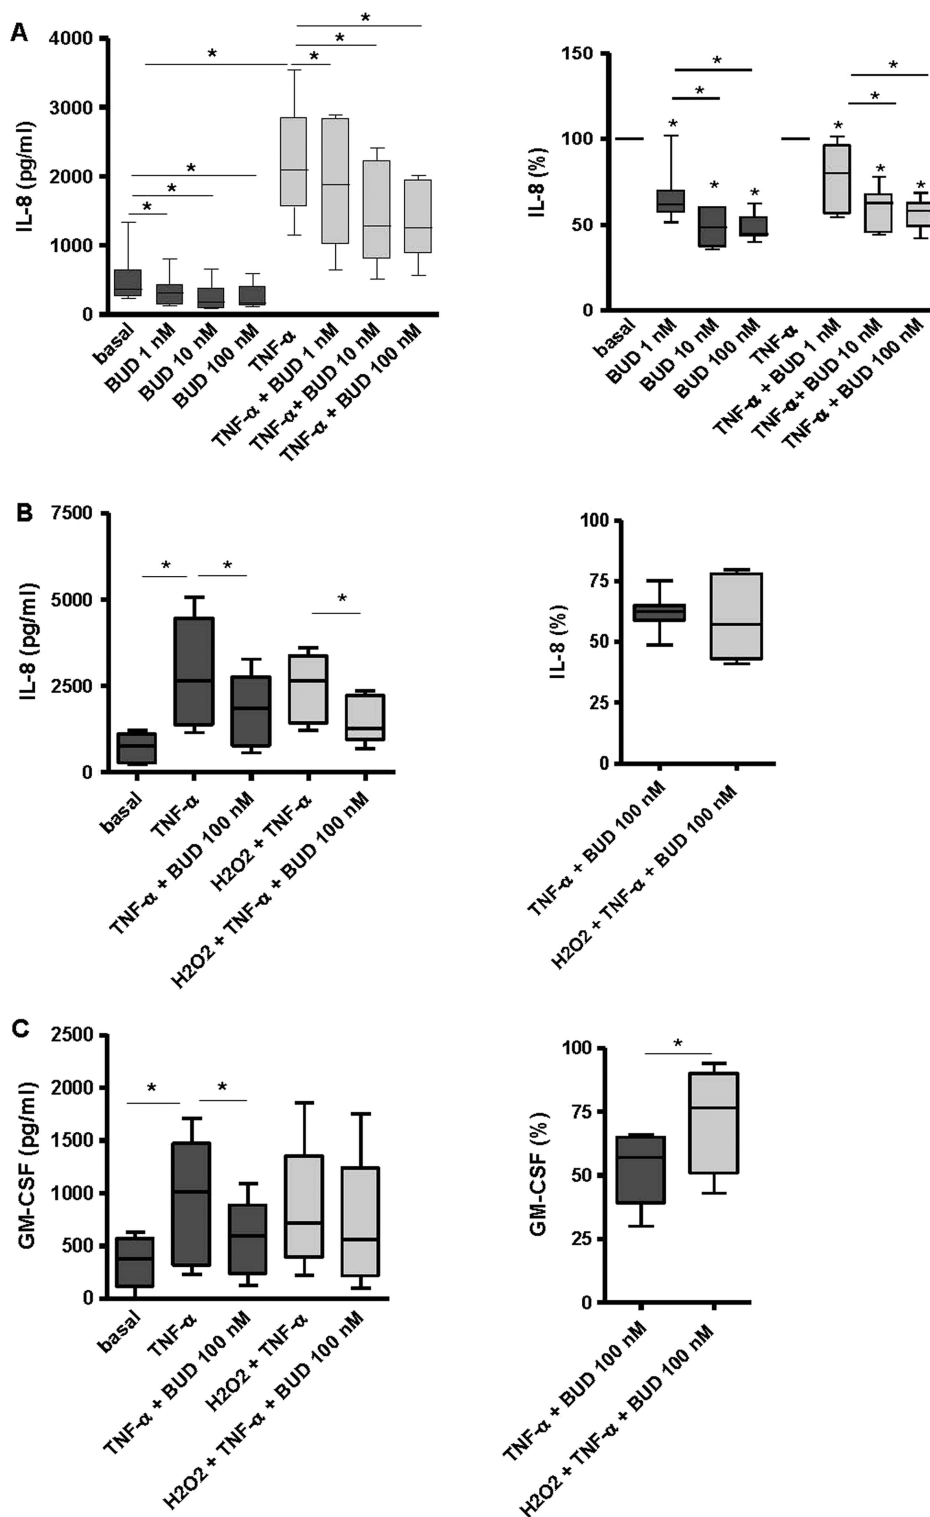 A
IL-8 (pg/ml)
4000
3000
2000
1000
0
* * * * * * *
basal
BUD 1 nM
BUD 10 nM
BUD 100 nM
TNF-α
TNF-α + BUD 1 nM
TNF-α+ BUD 10 nM
TNF-α + BUD 100 nM
IL-8 (%)
150
100
50
0
* * * * * * * * * *
basal
BUD 1 nM
BUD 10 nM
BUD 100 nM
TNF-α
TNF-α + BUD 1 nM
TNF-α+ BUD 10 nM
TNF-α + BUD 100 nM
B
IL-8 (pg/ml)
7500
5000
2500
0
* * *
basal
TNF-α
TNF-α + BUD 100 nM
H2O2 + TNF-α
H2O2 + TNF-α + BUD 100 nM
IL-8 (%)
100
75
50
25
0
TNF-α + BUD 100 nM
H2O2 + TNF-α + BUD 100 nM
C
GM-CSF (pg/ml)
2500
2000
1500
1000
500
0
* *
basal
TNF-α
TNF-α + BUD 100 nM
H2O2 + TNF-α
H2O2 + TNF-α + BUD 100 nM
GM-CSF (%)
100
75
50
25
0
*
TNF-α + BUD 100 nM
H2O2 + TNF-α + BUD 100 nM